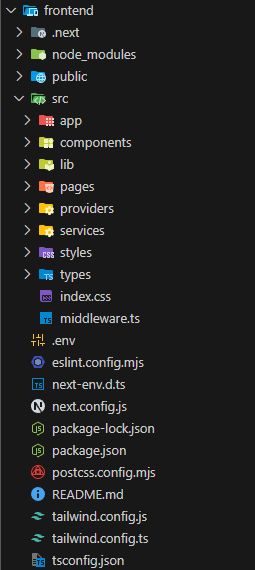 frontend
.next
node_modules
public
src
app
components
lib
pages
providers
services
styles
types
index.css
middleware.ts
.env
eslint.config.mjs
next-env.d.ts
next.config.js
package-lock.json
package.json
postcss.config.mjs
README.md
tailwind.config.js
tailwind.config.ts
tsconfig.json